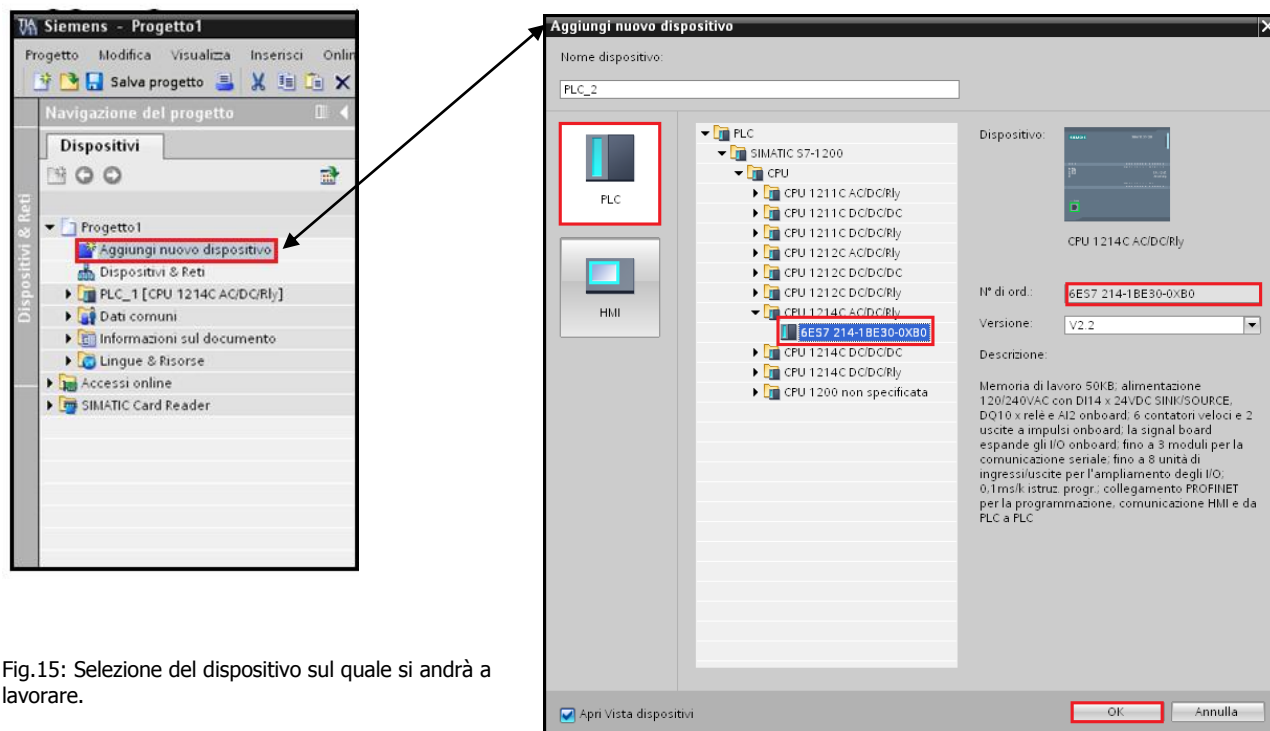 Siemens - Progetto1
Progetto Modifica Visualizza Inserisci
Salva progetto
Navigazione del progetto
Dispositivi
Dispositivi & Reti
Progetto1
Aggiungi nuovo dispositivo
Dispositivi & Reti
PLC_1 [CPU 1214C AC/DC/Rly]
Dati comuni
Informazioni sul documento
Lingue & Risorse
Accessi online
SIMATIC Card Reader
Fig.15: Selezione del dispositivo sul quale si andrà a
lavorare.
Aggiungi nuovo dispositivo
Nome dispositivo:
PLC_2
PLC
HMI
PLC
SIMATIC S7-1200
CPU
CPU 1211C AC/DC/Rly
CPU 1211C DC/DC/DC
CPU 1211C DC/DC/Rly
CPU 1212C AC/DC/Rly
CPU 1212C DC/DC/DC
CPU 1212C DC/DC/Rly
CPU 1214C AC/DC/Rly
6ES7 214-1BE30-0XB0
CPU 1214C DC/DC/DC
CPU 1214C DC/DC/Rly
CPU 1200 non specificata
Dispositivo:
CPU 1214C AC/DC/Rly
N° di ord.: 6ES7 214-1BE30-0XB0
Versione: V2.2
Descrizione:
Memoria di lavoro 50KB; alimentazione
120/240VAC con DI14 x 24VDC SINK/SOURCE,
DQ10 x relè e AI2 onboard; 6 contatori veloci e 2
uscite a impulsi onboard; la signal board
espande gli I/O onboard; fino a 3 moduli per la
comunicazione seriale; fino a 8 unità di
ingressi/uscite per l'ampliamento degli I/O;
0,1ms/k istruz. progr.; collegamento PROFINET
per la programmazione, comunicazione HMI e da
PLC a PLC
Apri Vista dispositivi
OK Annulla